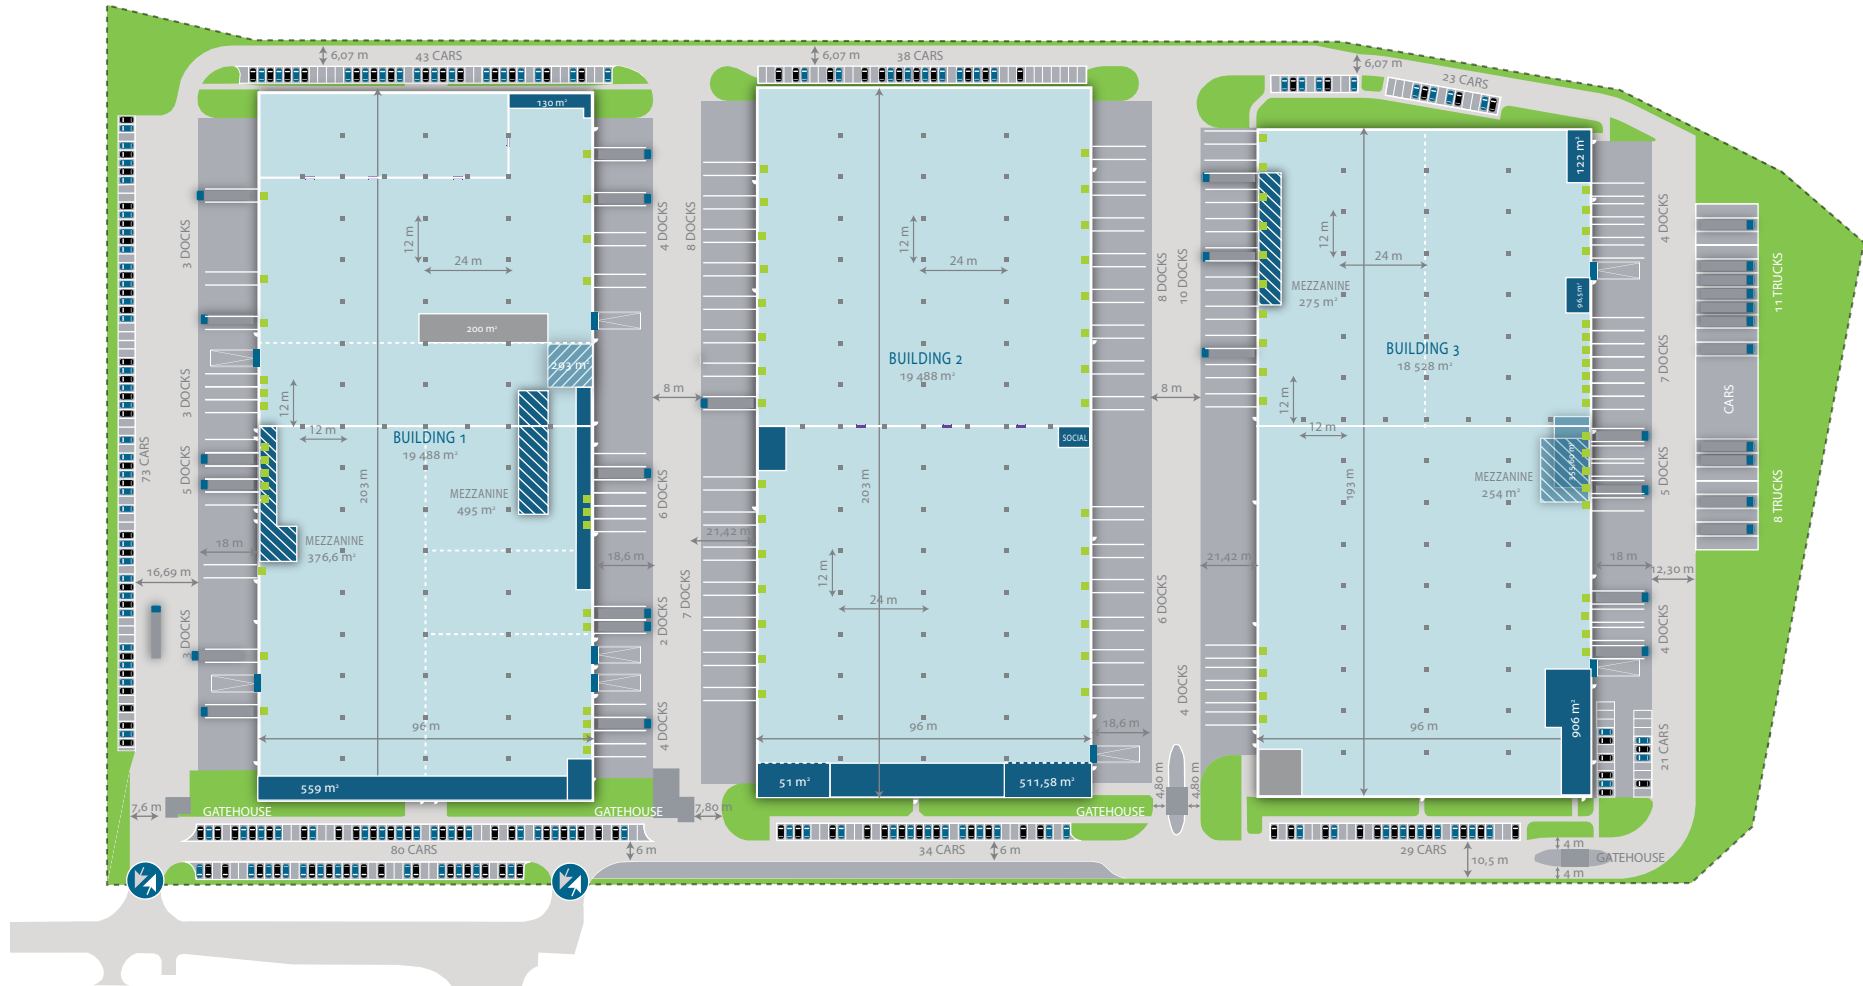 6,07 m
43 CARS
6,07 m
38 CARS
6,07 m
23 CARS
130 m²
122 m²
3 DOCKS
4 DOCKS
8 DOCKS
12 m
24 m
12 m
24 m
8 DOCKS
10 DOCKS
12 m
24 m
4 DOCKS
11 TRUCKS
MEZZANINE
275 m²
96,5 m²
200 m²
203 m²
BUILDING 2
19 488 m²
BUILDING 3
18 528 m²
7 DOCKS
3 DOCKS
12 m
12 m
8 m
8 m
12 m
12 m
CARS
BUILDING 1
19 488 m²
SOCIAL
73 CARS
5 DOCKS
203 m
MEZZANINE
495 m²
6 DOCKS
203 m
193 m
MEZZANINE
254 m²
5 DOCKS
8 TRUCKS
18 m
MEZZANINE
376,6 m²
18,6 m
21,42 m
21,42 m
18 m
16,69 m
12,30 m
12 m
24 m
7 DOCKS
6 DOCKS
3 DOCKS
2 DOCKS
4 DOCKS
4 DOCKS
96 m
4 DOCKS
96 m
18,6 m
96 m
906 m²
21 CARS
559 m²
51 m²
511,58 m²
4,80 m
4,80 m
7,6 m
GATEHOUSE
GATEHOUSE
7,80 m
GATEHOUSE
80 CARS
6 m
34 CARS
6 m
29 CARS
10,5 m
4 m
GATEHOUSE
4 m